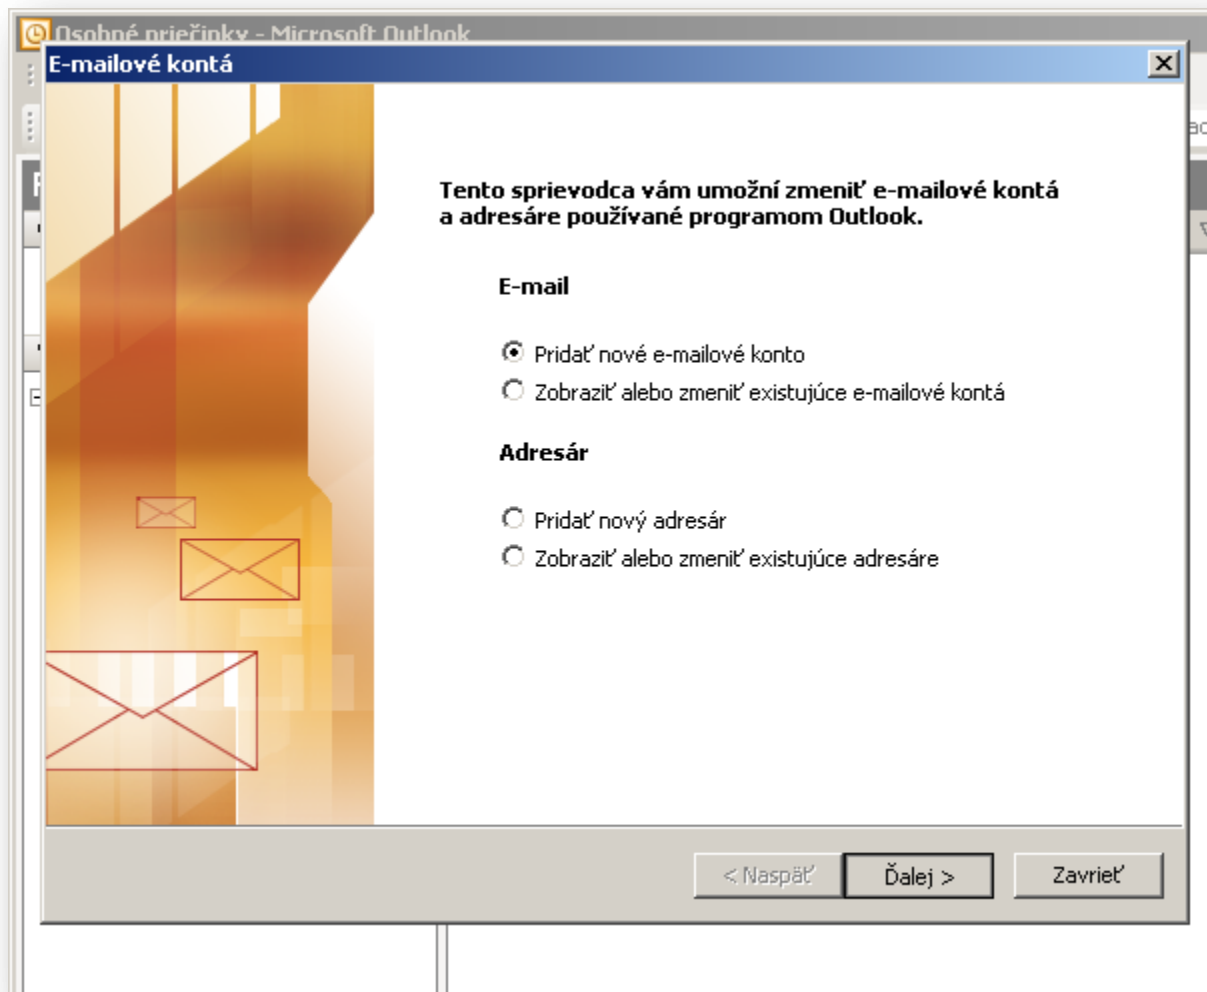 Osobné priečinky - Microsoft Outlook
E-mailové kontá
Tento sprievodca vám umožní zmeniť e-mailové kontá
a adresáre používané programom Outlook.
E-mail
Pridať nové e-mailové konto
Zobraziť alebo zmeniť existujúce e-mailové kontá
Adresár
Pridať nový adresár
Zobraziť alebo zmeniť existujúce adresáre
< Naspäť
Ďalej >
Zavrieť